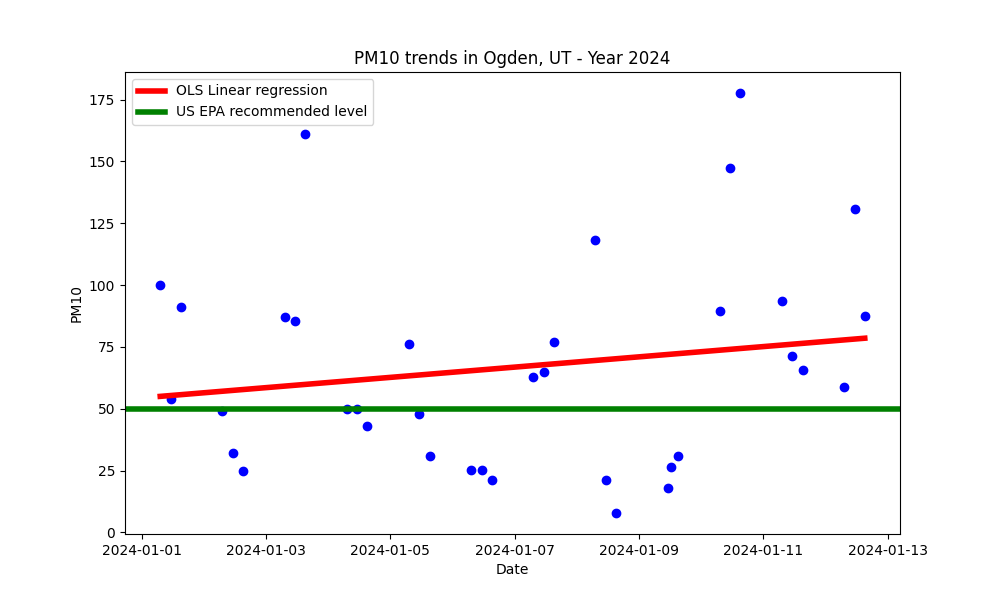 PM10 trends in Ogden, UT - Year 2024
OLS Linear regression
US EPA recommended level
PM10
175
150
125
100
75
50
25
0
2024-01-01 2024-01-03 2024-01-05 2024-01-07 2024-01-09 2024-01-11 2024-01-13
Date